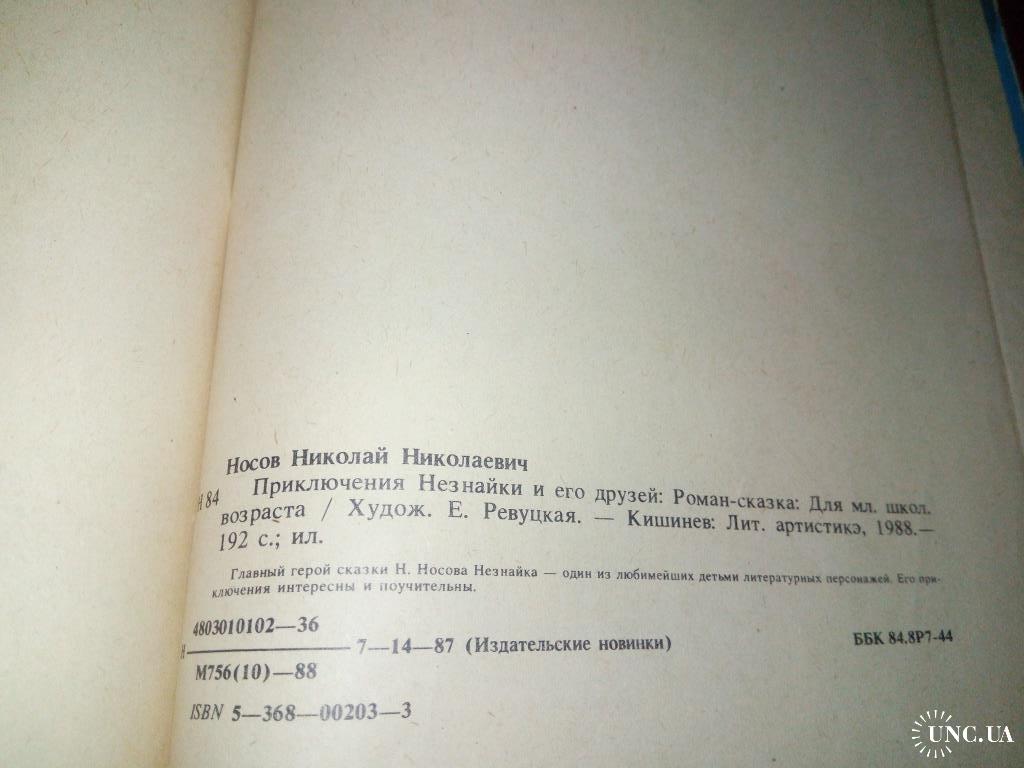 Носов Николай Николаевич
Н 84 Приключения Незнайки и его друзей: Роман-сказка: Для мл. школ.
возраста / Худож. Е. Ревуцкая. — Кишинев: Лит. артистикэ, 1988.—
192 с.; ил.
Главный герой сказки Н. Носова Незнайка — один из любимейших детьми литературных персонажей. Его при-
ключения интересны и поучительны.
4803010102—36
Н ——— 7—14—87 (Издательские новинки)
ББК 84.8Р7-44
М756(10)—88
ISBN 5—368—00203—3
UNC.UA